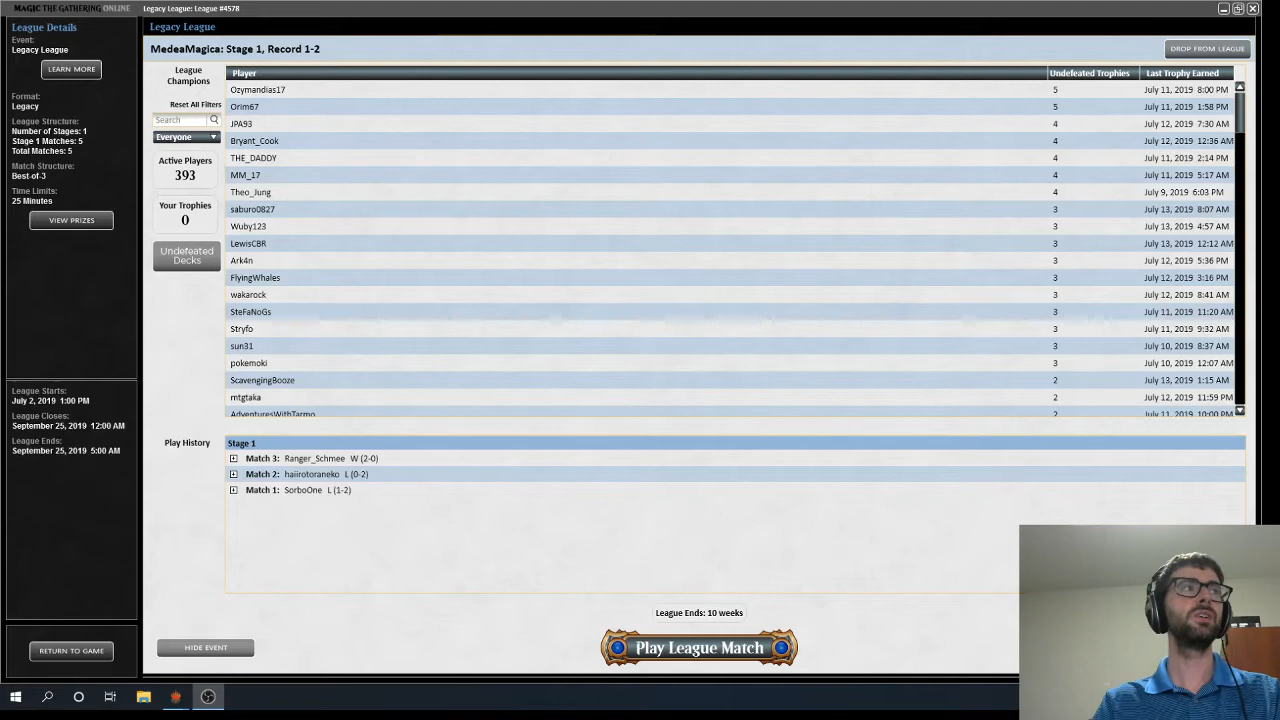 MAGIC THE GATHERING ONLINE
Legacy League: League #4578
League Details
Event:
Legacy League
LEARN MORE
Format:
Legacy
League Structure:
Number of Stages: 1
Stage 1 Matches: 5
Total Matches: 5
Match Structure:
Best-of-3
Time Limits:
25 Minutes
VIEW PRIZES
League Starts:
July 2, 2019 1:00 PM
League Closes:
September 25, 2019 12:00 AM
League Ends:
September 25, 2019 5:00 AM
RETURN TO GAME
Legacy League
MedeaMagica: Stage 1, Record 1-2
DROP FROM LEAGUE
League Champions
Reset All Filters
Search
Everyone
Active Players
393
Your Trophies
0
Undefeated Decks
Player Undefeated Trophies Last Trophy Earned
Ozymandias17 5 July 11, 2019 8:00 PM
Orim67 5 July 11, 2019 1:58 PM
JPA93 4 July 12, 2019 7:30 AM
Bryant_Cook 4 July 12, 2019 12:36 AM
THE_DADDY 4 July 11, 2019 2:14 PM
MM_17 4 July 11, 2019 5:17 AM
Theo_Jung 4 July 9, 2019 6:03 PM
saburo0827 3 July 13, 2019 8:07 AM
Wuby123 3 July 13, 2019 4:57 AM
LewisCBR 3 July 13, 2019 12:12 AM
Ark4n 3 July 12, 2019 5:36 PM
FlyingWhales 3 July 12, 2019 3:16 PM
wakarock 3 July 12, 2019 8:41 AM
SteFaNoGs 3 July 11, 2019 11:20 AM
Stryfo 3 July 11, 2019 9:32 AM
sun31 3 July 10, 2019 8:37 AM
pokemoki 3 July 10, 2019 12:07 AM
ScavengingBooze 2 July 13, 2019 1:15 AM
mtgtaka 2 July 12, 2019 11:59 PM
AdventuresWithTarmo 2 July 11, 2019 10:00 PM
Play History
Stage 1
Match 3: Ranger_Schmee W (2-0)
Match 2: haiirotoraneko L (0-2)
Match 1: SorboOne L (1-2)
League Ends: 10 weeks
HIDE EVENT
Play League Match